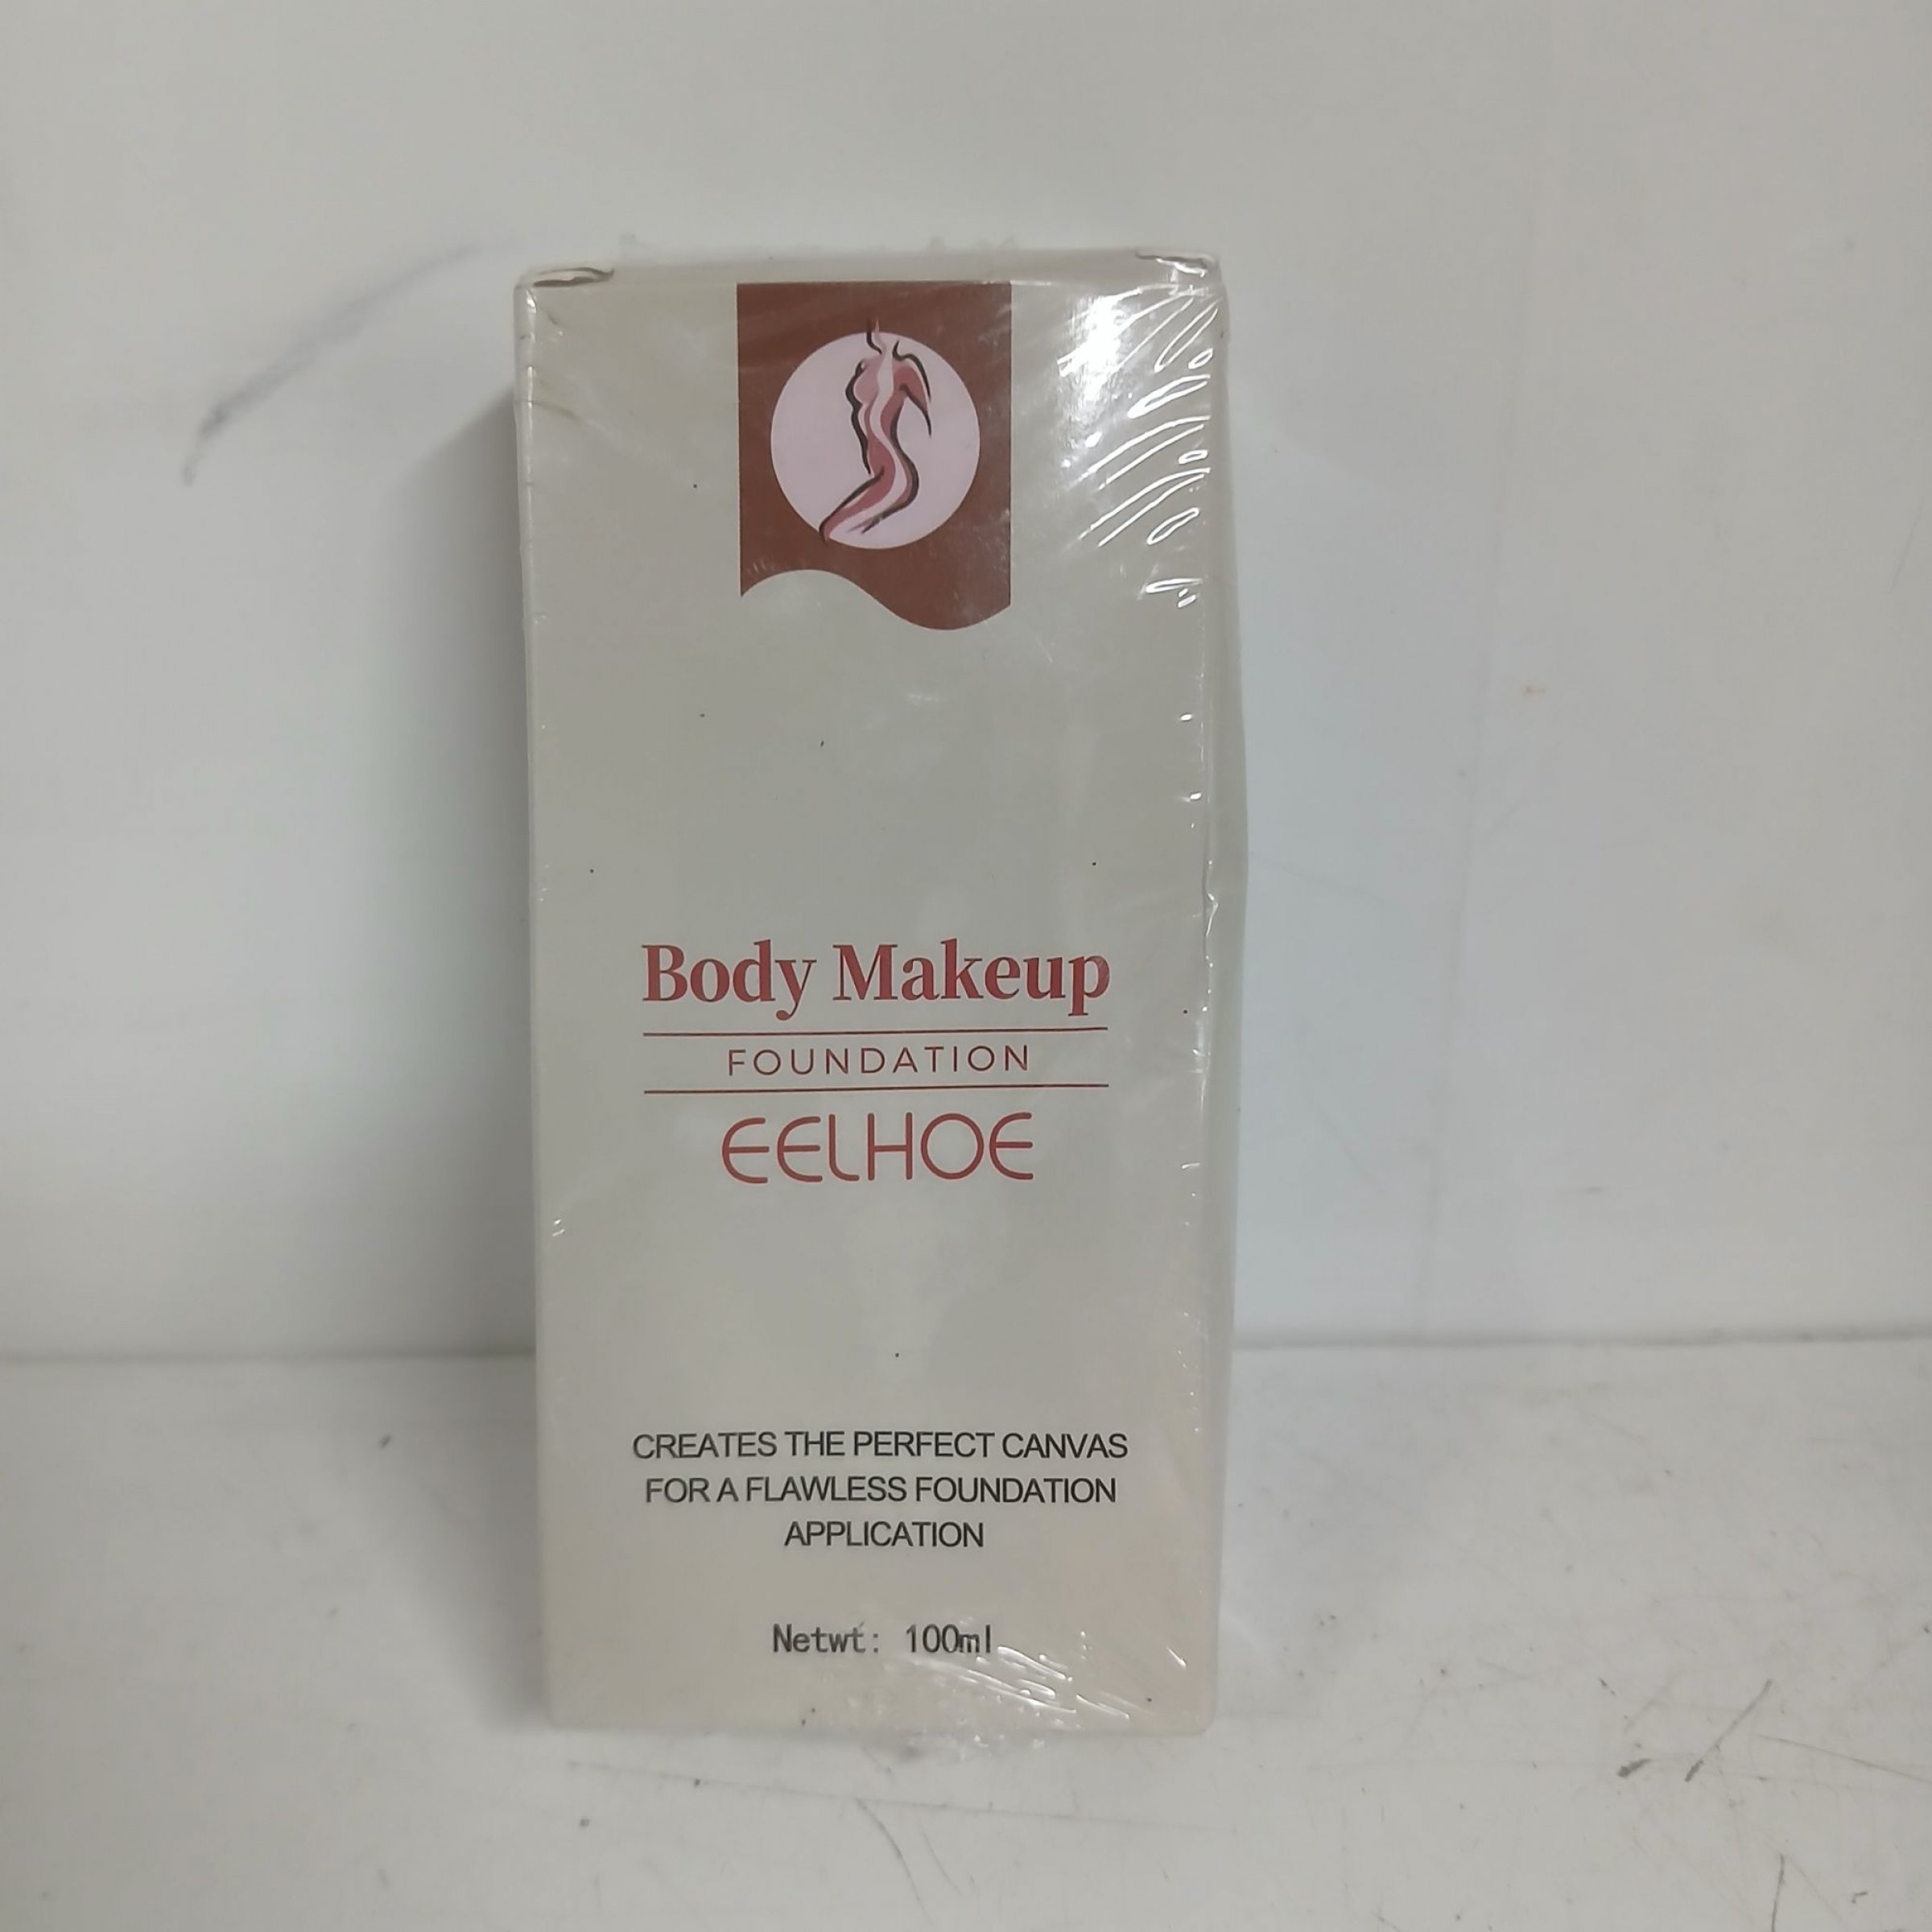 Body Makeup
FOUNDATION
EELHOE
CREATES THE PERFECT CANVAS
FOR A FLAWLESS FOUNDATION
APPLICATION
Netwt: 100ml